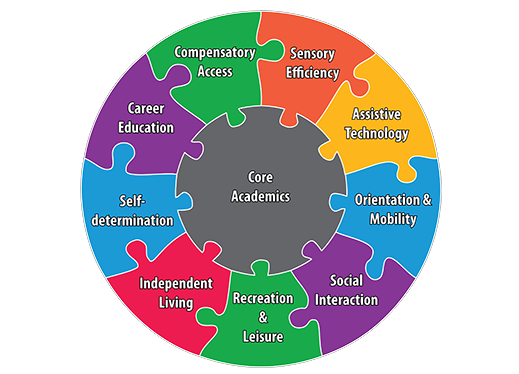 Compensatory
Access
Sensory
Efficiency
Assistive
Technology
Orientation &
Mobility
Social
Interaction
Recreation
&
Leisure
Independent
Living
Self-
determination
Career
Education
Core
Academics